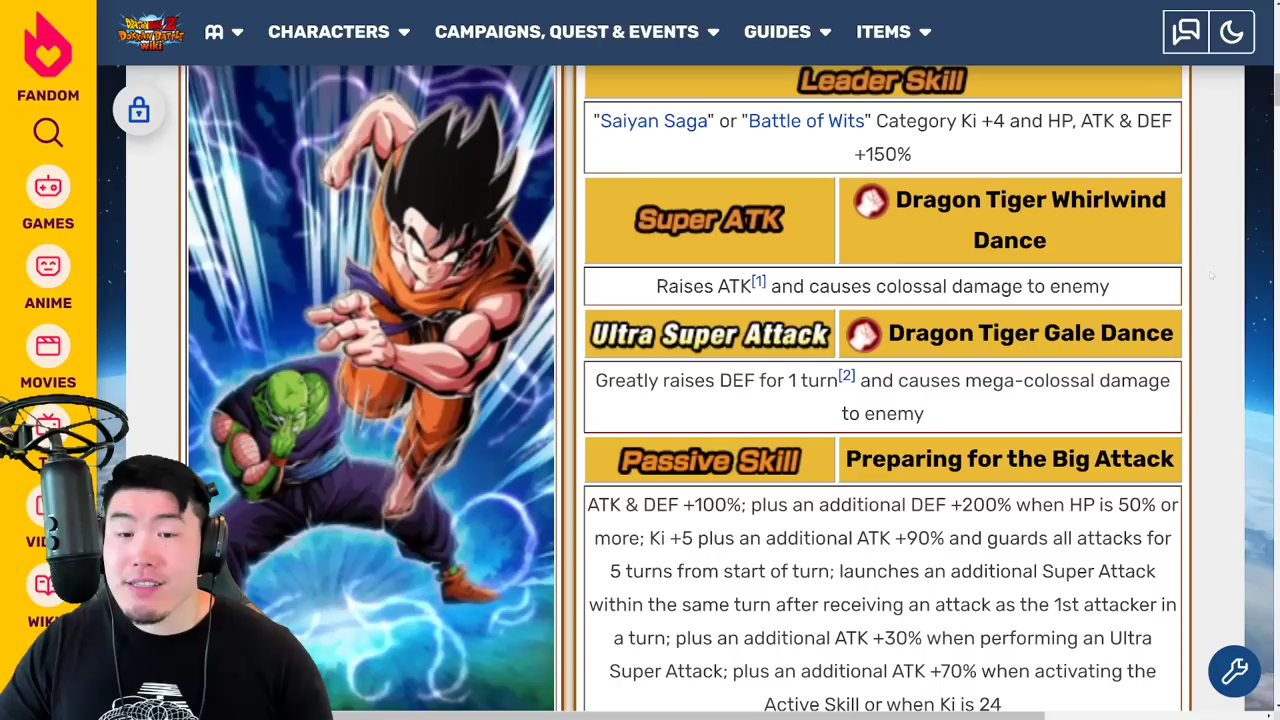 DRAGON BALL Z
DOKKAN BATTLE
WIKI
CHARACTERS
CAMPAIGNS, QUEST & EVENTS
GUIDES
ITEMS
FANDOM
GAMES
ANIME
MOVIES
VID
WIK
Leader Skill
"Saiyan Saga" or "Battle of Wits" Category Ki +4 and HP, ATK & DEF
+150%
Super ATK
Dragon Tiger Whirlwind
Dance
Raises ATK[1] and causes colossal damage to enemy
Ultra Super Attack
Dragon Tiger Gale Dance
Greatly raises DEF for 1 turn[2] and causes mega-colossal damage
to enemy
Passive Skill
Preparing for the Big Attack
ATK & DEF +100%; plus an additional DEF +200% when HP is 50% or
more; Ki +5 plus an additional ATK +90% and guards all attacks for
5 turns from start of turn; launches an additional Super Attack
within the same turn after receiving an attack as the 1st attacker in
a turn; plus an additional ATK +30% when performing an Ultra
Super Attack; plus an additional ATK +70% when activating the
Active Skill or when Ki is 24